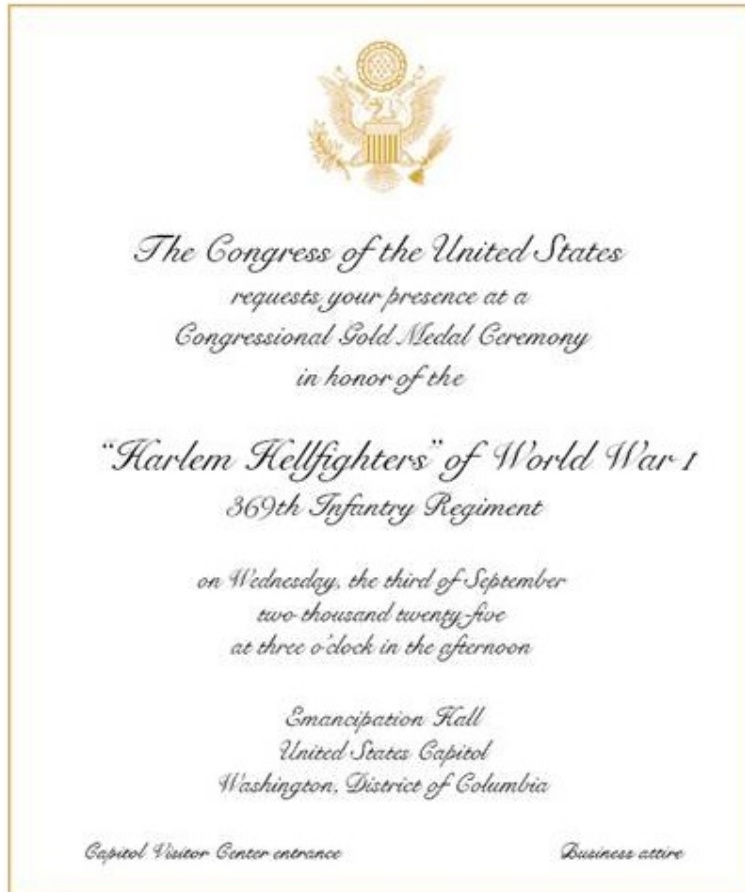 The Congress of the United States
requests your presence at a
Congressional Gold Medal Ceremony
in honor of the
“Harlem Hellfighters” of World War I
369th Infantry Regiment
on Wednesday, the third of September
two thousand twenty-five
at three o'clock in the afternoon
Emancipation Hall
United States Capitol
Washington, District of Columbia
Capitol Visitor Center entrance
Business attire